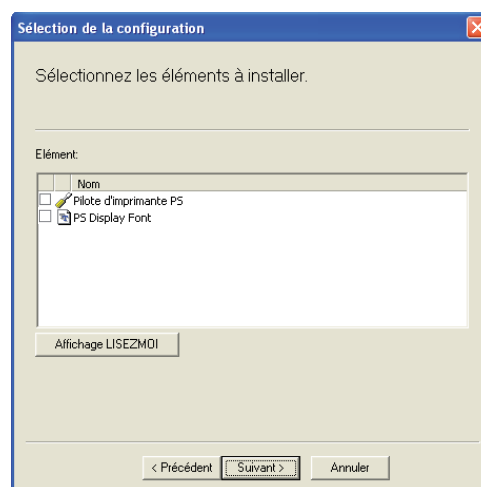 Sélection de la configuration
Sélectionnez les éléments à installer.
Elément:
Nom
Pilote d'imprimante PS
PS Display Font
Affichage LISEZMOI
< Précédent Suivant > Annuler